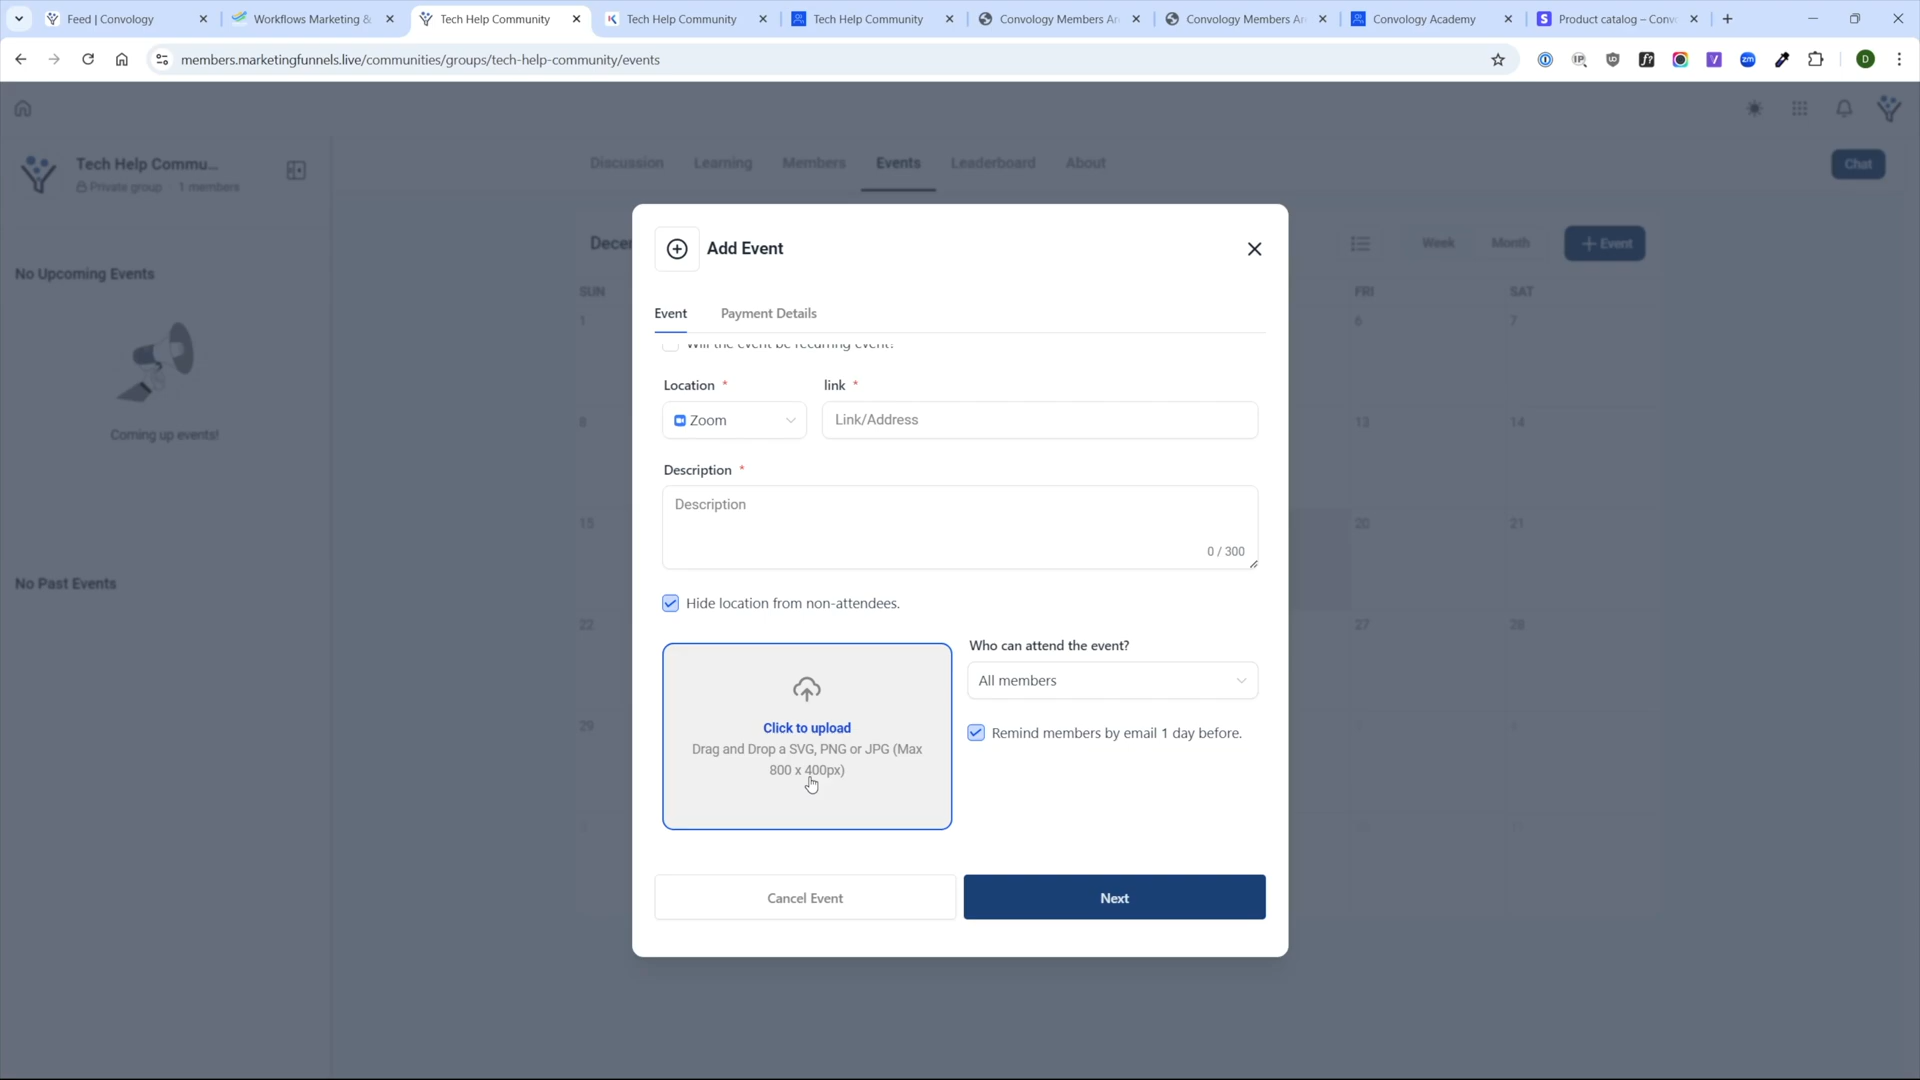 Feed | Convology
Workflows Marketing &
Tech Help Community
Tech Help Community
Tech Help Community
Convology Members Ar
Convology Members Ar
Convology Academy
Product catalog – Conv
members.marketingfunnels.live/communities/groups/tech-help-community/events
D
Tech Help Commu...
Private group · 1 members
Discussion
Learning
Members
Events
Leaderboard
About
Chat
No Upcoming Events
Coming up events!
No Past Events
Week
Month
+ Event
SUN
FRI
SAT
1
6
7
8
13
14
15
20
21
22
27
28
29
Add Event
Event
Payment Details
Will the event be recurring event?
Location *
link *
Zoom
Link/Address
Description *
Description
0 / 300
Hide location from non-attendees.
Click to upload
Drag and Drop a SVG, PNG or JPG (Max
800 x 400px)
Who can attend the event?
All members
Remind members by email 1 day before.
Cancel Event
Next